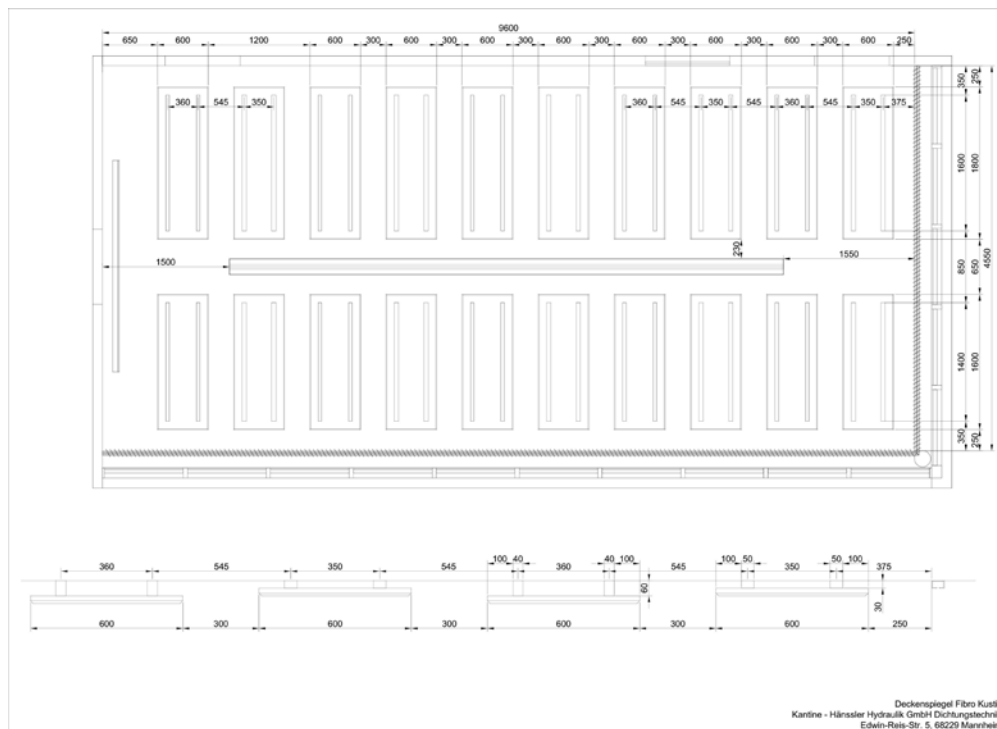 9600
650 600 1200 600 300 600 300 600 300 600 300 600 300 600 300 600 300 600 250
350 250
360 545 350 360 545 350 545 360 545 350 375
1600 1800
230
1500 1550
850 650 4550
1400 1600
350 250
360 545 350 545 100 40 360 40 100 545 100 50 350 50 100 375
60
30
600 300 600 300 600 300 600 250
Deckenspiegel Fibro Kusti
Kantine - Hänssler Hydraulik GmbH Dichtungstechni
Edwin-Reis-Str. 5, 68229 Mannheim